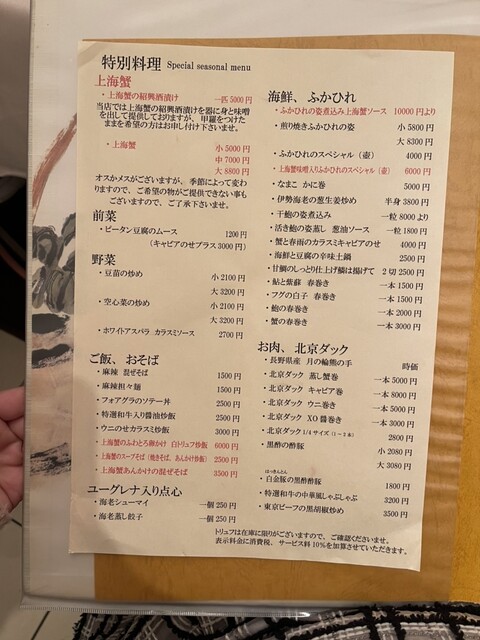 特別料理 Special seasonal menu
上海蟹
・上海蟹の紹興酒漬け 一匹 5000円
当店では上海蟹の紹興酒漬けを器に身と味噌
を出して提供しておりますが、甲羅をつけた
ままを希望の方はお申し付け下さいませ。
・上海蟹 小 5000円
中 7000円
大 8800円
オスかメスがございますが、季節によって変わ
りますので、ご希望の物がご提供できない事も
ございますので、ご了承下さいませ。
前菜
・ピータン豆腐のムース 1200円
(キャビアのせプラス3000円)
野菜
・豆苗の炒め 小 2100円
大 3200円
・空心菜の炒め 小 2100円
大 3200円
・ホワイトアスパラ カラスミソース 2700円
ご飯、おそば
・麻辣 混ぜそば 1500円
・麻辣担々麺 1500円
・フォアグラのソテー丼 2500円
・特選和牛入り醤油炒飯 2500円
・ウニのせカラスミ炒飯 3000円
・上海蟹のふわとろ卵かけ 白トリュフ炒飯 6000円
・上海蟹のスープそば(焼きそば、あんかけ炒飯) 2500円
・上海蟹あんかけの混ぜそば 3500円
ユーグレナ入り点心
・海老シューマイ 一個 250円
・海老蒸し餃子 一個 250円
海鮮、ふかひれ
・ふかひれの姿煮込み上海蟹ソース 10000円より
・煎り焼きふかひれの姿 小 5800円
大 8300円
・ふかひれのスペシャル(壺) 4000円
・上海蟹味噌入りふかひれのスペシャル(壺) 6000円
・なまこ かに巻 5000円
・伊勢海老の葱生姜炒め 半身 3800円
・干鮑の姿煮込み 一粒 8000より
・活き鮑の姿蒸し 葱油ソース 一粒 1800円
・蟹と春雨のカラスミキャビアのせ 4000円
・海鮮と豆腐の辛味土鍋 2500円
・甘鯛のしっとり仕上げ鱗は揚げて 2切 2500円
・鮎と紫蘇 春巻き 一本 1500円
・フグの白子 春巻き 一本 1500円
・鮑の春巻き 一本 2000円
・蟹の春巻き 一本 3000円
お肉、北京ダック
・長野県産 月の輪熊の手 時価
・北京ダック 蒸し蟹巻 一本 5000円
・北京ダック キャビア巻 一本 8000円
・北京ダック ウニ巻き 一本 5000円
・北京ダック XO醤巻き 一本 3000円
・北京ダック1/4サイズ(1~2本) 2800円
・黒酢の酢豚 小 2080円
大 3080円
はっきんとん
・白金豚の黒酢酢豚 1800円
・特選和牛の中華風しゃぶしゃぶ 3200円
・東京ビーフの黒胡椒炒め 3500円
トリュフは在庫に限りがございますので、ご確認くださいませ。
表示料金に消費税、サービス料10%を加算させていただきます。